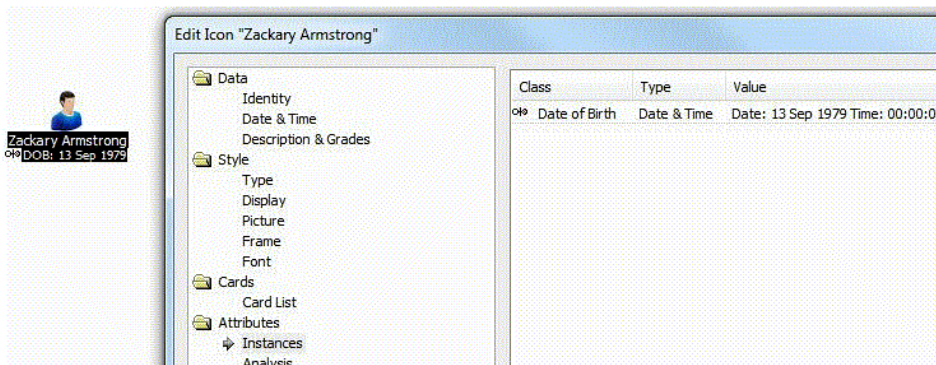 Edit Icon "Zackary Armstrong"
Zackary Armstrong
DOB: 13 Sep 1979
Data
Identity
Date & Time
Description & Grades
Style
Type
Display
Picture
Frame
Font
Cards
Card List
Attributes
Instances
Analysis
Class Type Value
Date of Birth Date & Time Date: 13 Sep 1979 Time: 00:00:0